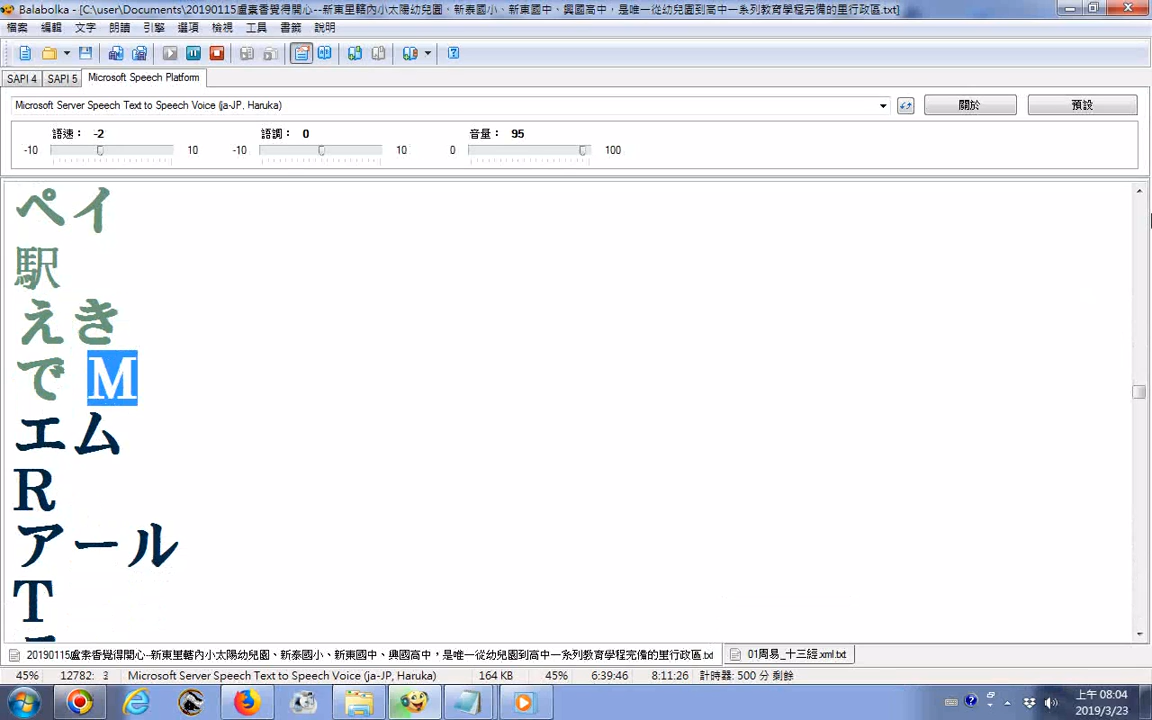 Balabolka - [C:\user\Documents\20190115盧素香覺得開心--新東里轄內小太陽幼兒園、新泰國小、新東國中、興國高中，是唯一從幼兒園到高中一系列教育學程完備的里行政區.txt]
檔案 編輯 文字 朗讀 引擎 選項 檢視 工具 書籤 說明
SAPI 4 SAPI 5 Microsoft Speech Platform
Microsoft Server Speech Text to Speech Voice (ja-JP, Haruka) 關於 預設
語速： -2 語調： 0 音量： 95
-10 10 -10 10 0 100
ペイ
駅
えき
で M
エム
R
アール
T
20190115盧素香覺得開心--新東里轄內小太陽幼兒園、新泰國小、新東國中、興國高中，是唯一從幼兒園到高中一系列教育學程完備的里行政區.txt 01周易_十三經.xml.txt
45% 12782: 3 Microsoft Server Speech Text to Speech Voice (ja-JP, Haruka) 164 KB 45% 6:39:46 8:11:26 計時器: 500 分 剩餘
上午 08:04
2019/3/23